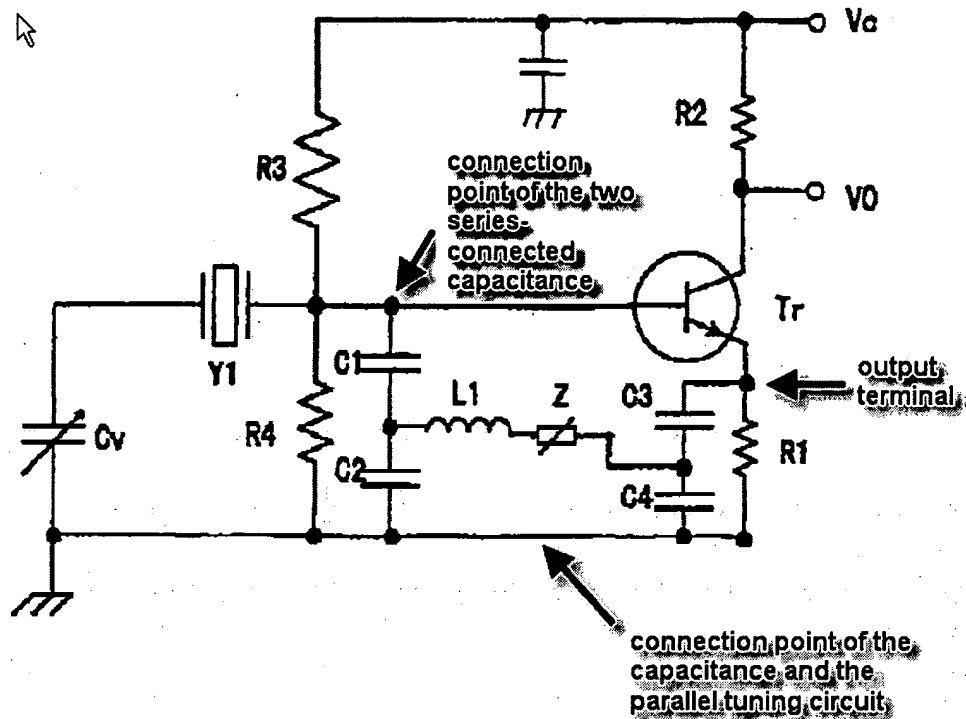 Vc
R2
R3
connection
point of the two
series-
connected
capacitance
V0
Tr
Y1
C1
output
terminal
L1
Z
C3
Cv
R4
C2
R1
C4
connection point of the
capacitance and the
parallel tuning circuit